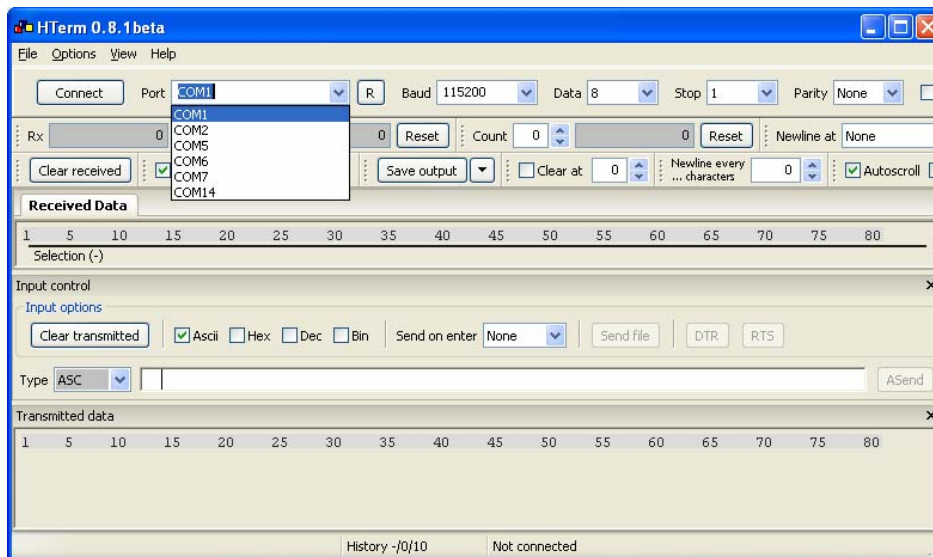 HTerm 0.8.1beta
File Options View Help
Connect Port COM1 R Baud 115200 Data 8 Stop 1 Parity None
COM1
COM2
COM5
COM6
COM7
COM14
Rx 0 0 Reset Count 0 0 Reset Newline at None
Clear received Save output Clear at 0 Newline every ... characters 0 Autoscroll
Received Data
1 5 10 15 20 25 30 35 40 45 50 55 60 65 70 75 80
Selection (-)
Input control
Input options
Clear transmitted Ascii Hex Dec Bin Send on enter None Send file DTR RTS
Type ASC ASend
Transmitted data
1 5 10 15 20 25 30 35 40 45 50 55 60 65 70 75 80
History -/0/10 Not connected